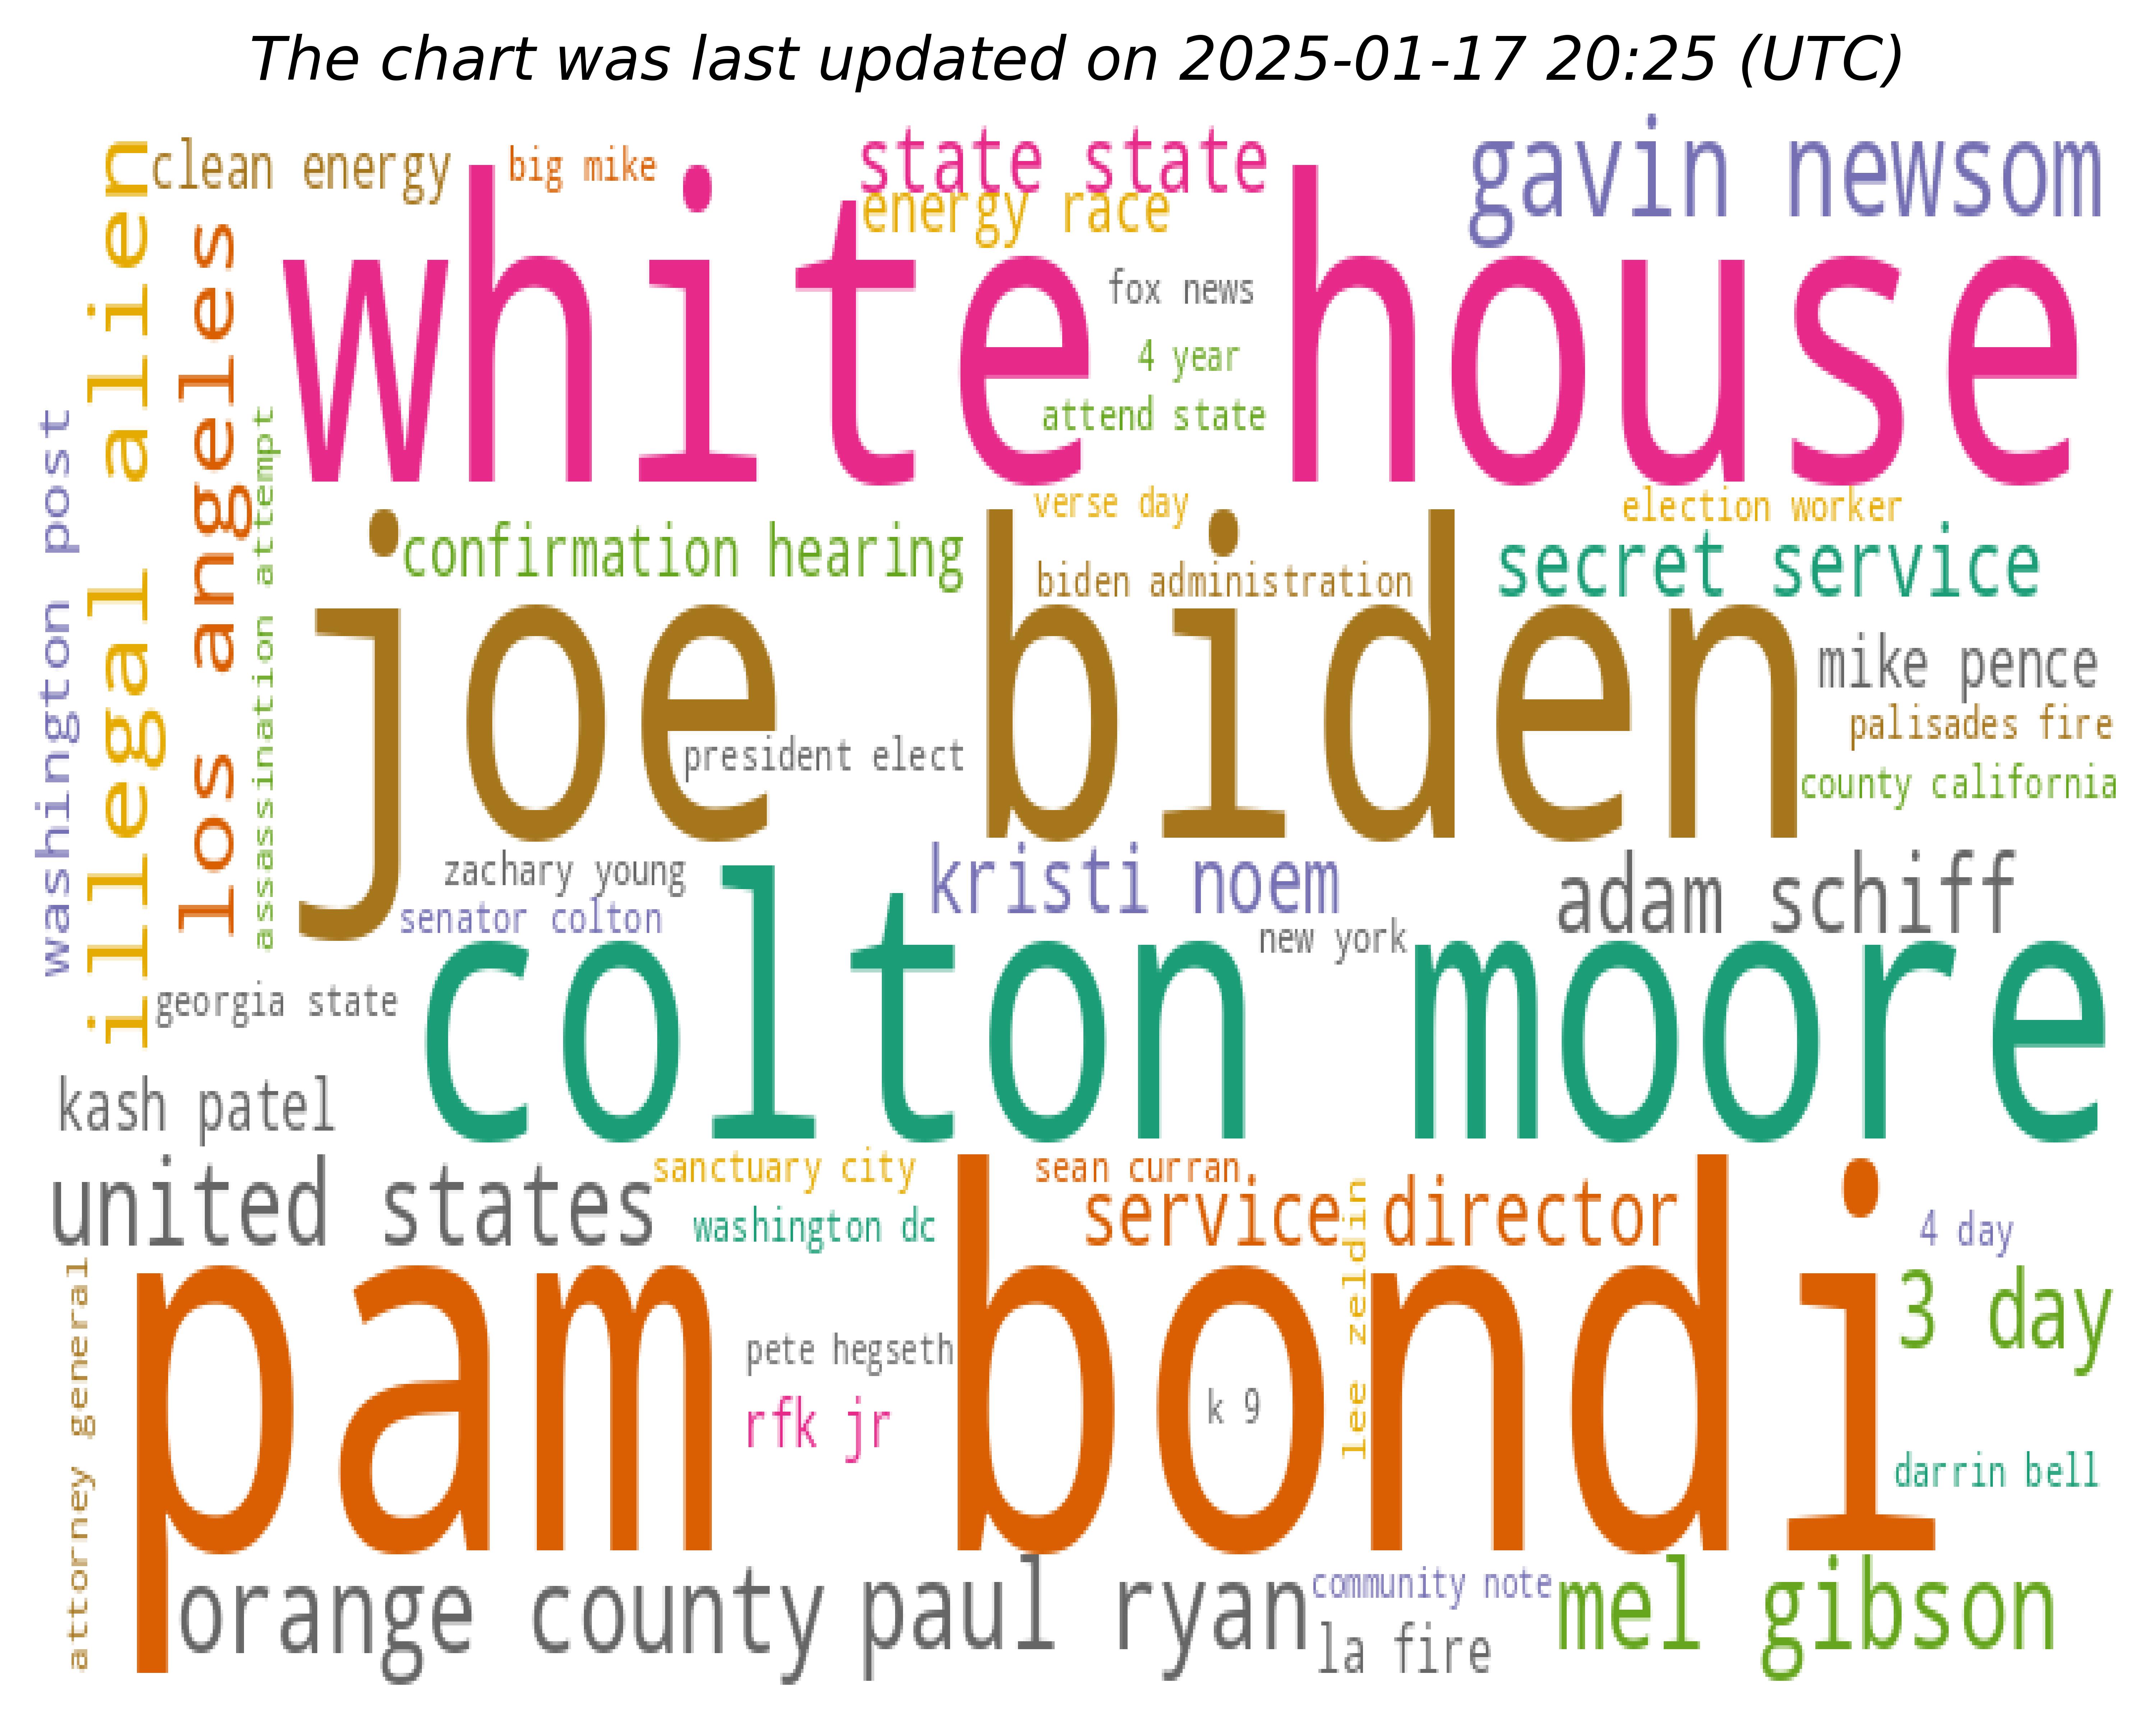 The chart was last updated on 2025-01-17 20:25 (UTC)
clean energy
big mike
state state
gavin newsom
energy race
white house
fox news
4 year
attend state
illegal alien
los angeles
washington post
assassination attempt
verse day
election worker
confirmation hearing
secret service
biden administration
joe biden
mike pence
palisades fire
president elect
county california
zachary young
kristi noem
adam schiff
senator colton
new york
colton moore
georgia state
kash patel
united states
sanctuary city
sean curran
service director
washington dc
4 day
attorney general
pam bondi
3 day
lee zeldin
pete hegseth
k 9
rfk jr
darrin bell
orange county
paul ryan
community note
mel gibson
la fire